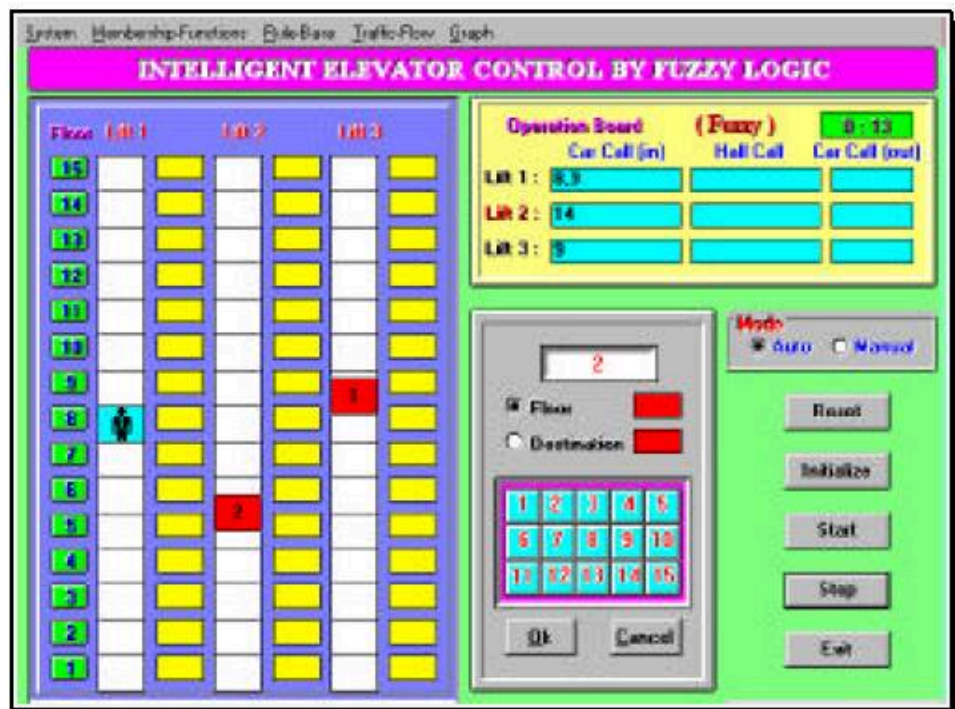 System Membership-Functions Rule-Base Traffic-Flow Graph
INTELLIGENT ELEVATOR CONTROL BY FUZZY LOGIC
Floor Lift 1 Lift 2 Lift 3
15
14
13
12
11
10
9
8
7
6
5
4
3
2
1
2
Operation Board (Fuzzy) 0 : 13
Car Call (in) Hall Call Car Call (out)
Lift 1 : 8,9
Lift 2 : 14
Lift 3 : 9
2
Floor
Destination
1 2 3 4 5
6 7 8 9 10
11 12 13 14 15
Ok Cancel
Mode
Auto Manual
Reset
Initialize
Start
Stop
Exit